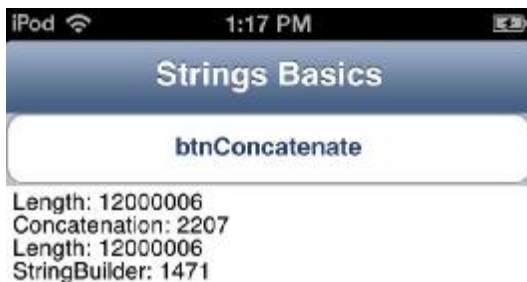 iPod 1:17 PM
Strings Basics
btnConcatenate
Length: 12000006
Concatenation: 2207
Length: 12000006
StringBuilder: 1471